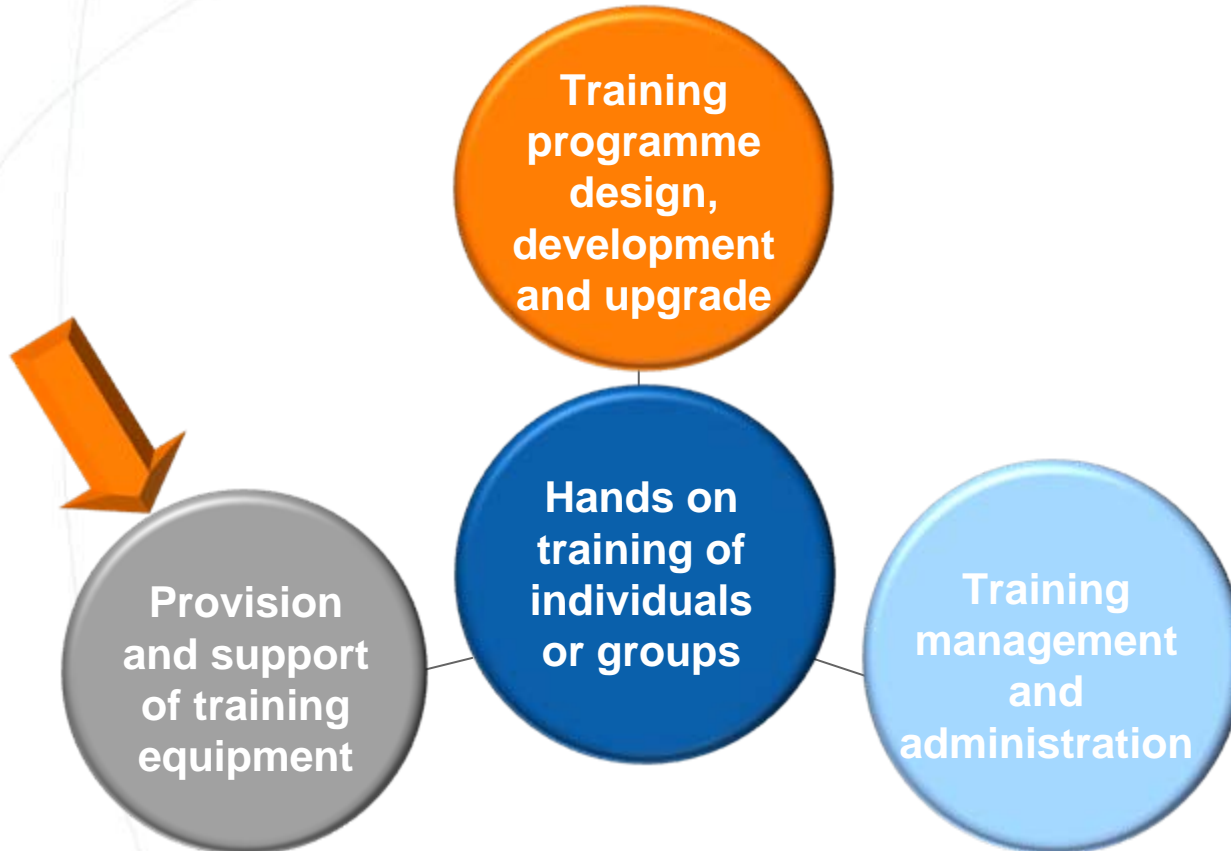 Training
programme
design,
development
and upgrade
Hands on
training of
individuals
or groups
Provision
and support
of training
equipment
Training
management
and
administration